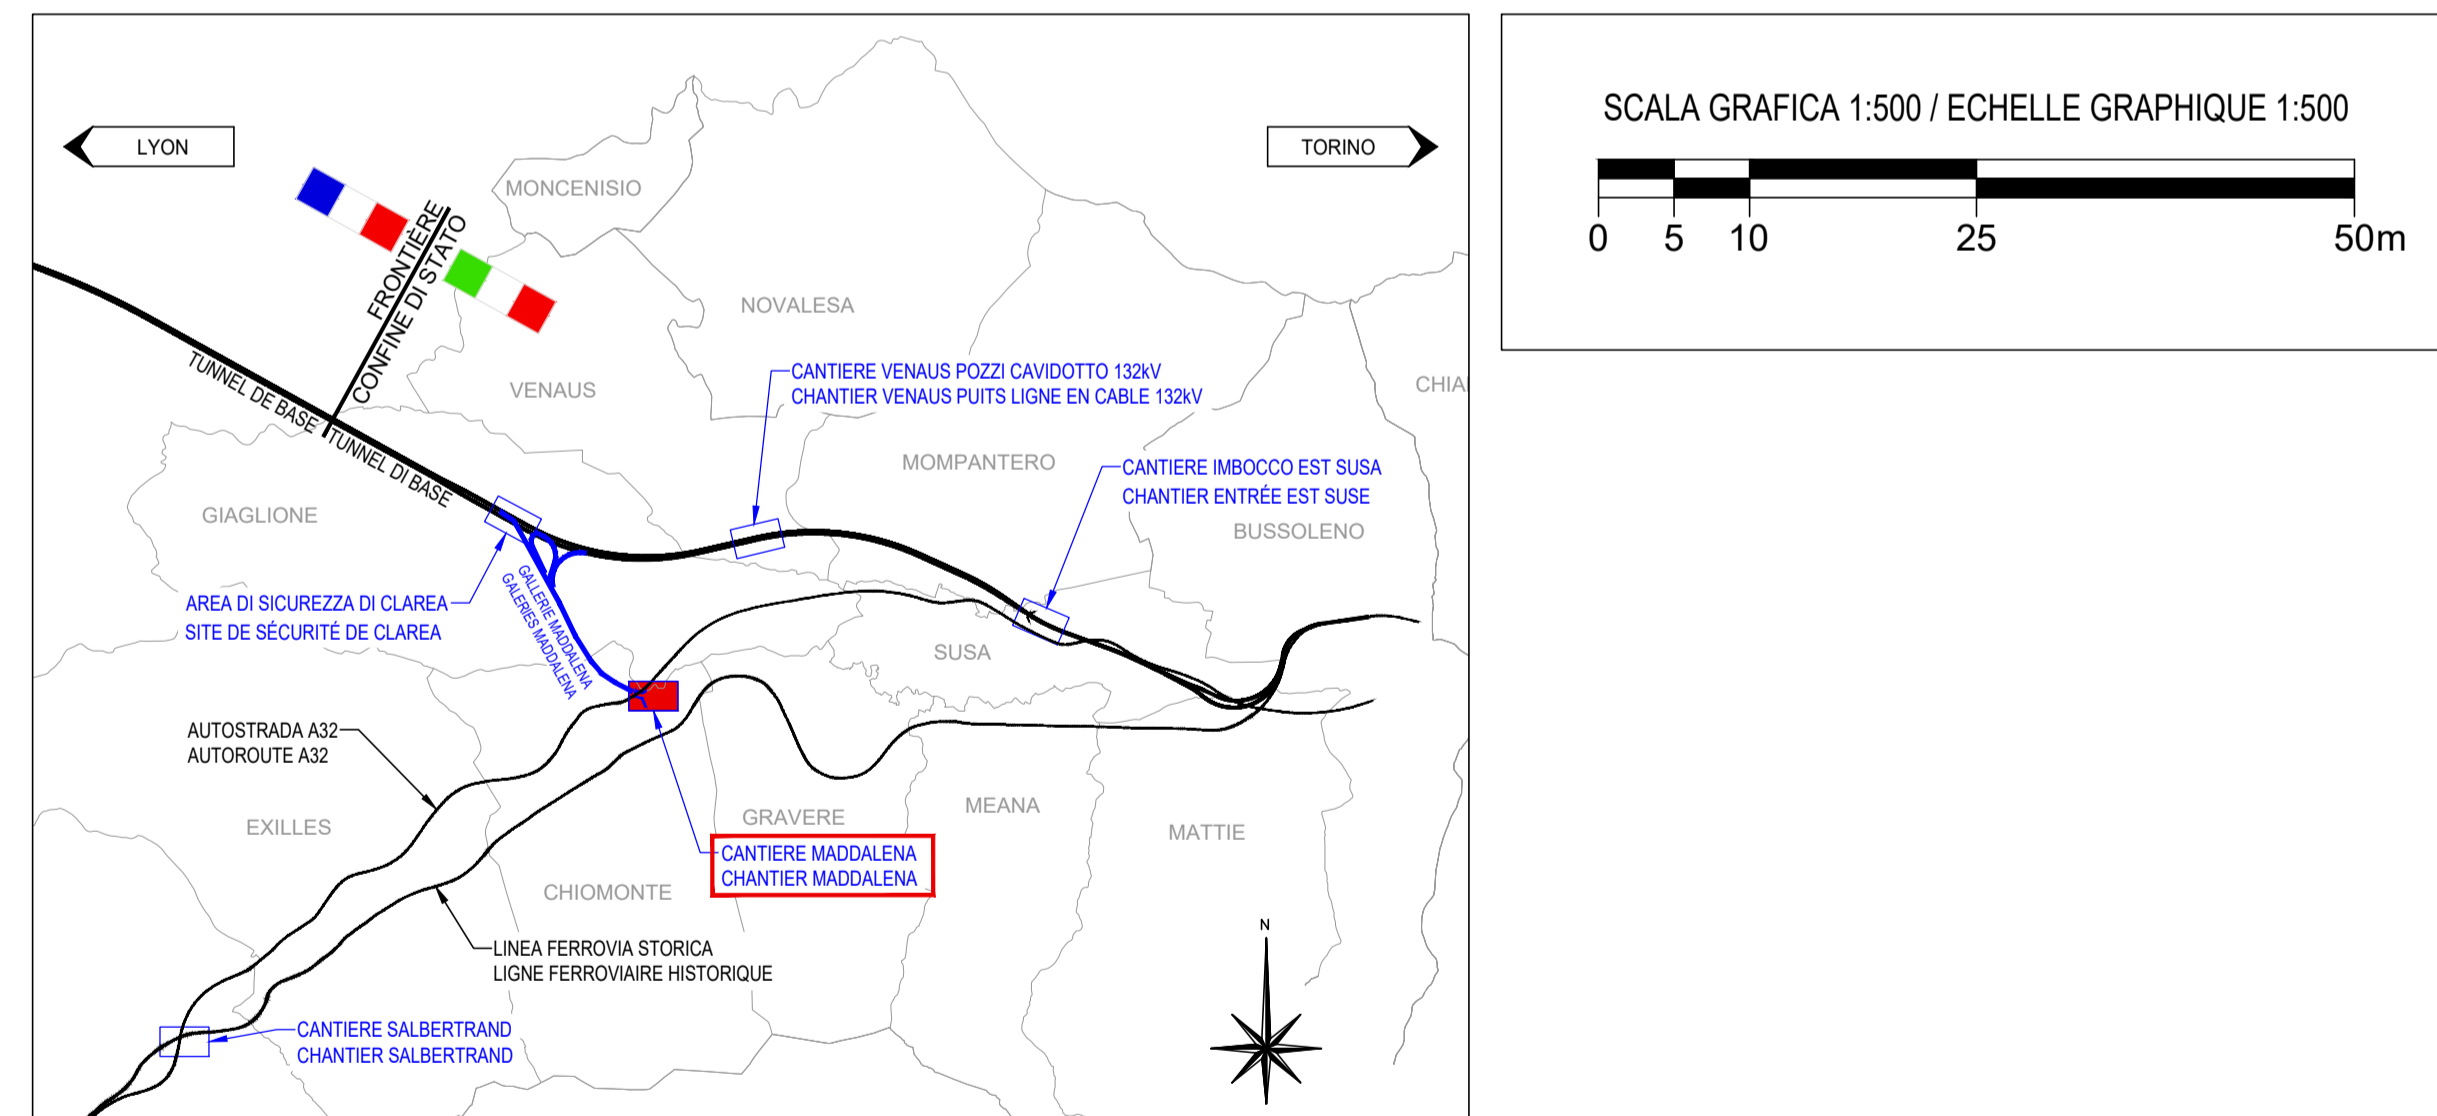 SCALA GRAFICA 1:500 / ECHELLE GRAPHIQUE 1:500
0 5 10 25 50m
LYON
TORINO
MONCENISIO
FRONTIÈRE
CONFINE DI STATO
NOVALESA
TUNNEL DE BASE
TUNNEL DI BASE
VENAUS
CANTIERE VENAUS POZZI CAVIDOTTO 132kV
CHANTIER VENAUS PUITS LIGNE EN CABLE 132kV
CHIA
MOMPANTERO
CANTIERE IMBOCCO EST SUSA
CHANTIER ENTRÉE EST SUSE
GIAGLIONE
BUSSOLENO
AREA DI SICUREZZA DI CLAREA
SITE DE SÉCURITÉ DE CLAREA
GALLERIE MADDALENA
GALERIES MADDALENA
SUSA
AUTOSTRADA A32
AUTOROUTE A32
EXILLES
GRAVERE
MEANA
MATTIE
CANTIERE MADDALENA
CHANTIER MADDALENA
CHIOMONTE
LINEA FERROVIA STORICA
LIGNE FERROVIAIRE HISTORIQUE
N
CANTIERE SALBERTRAND
CHANTIER SALBERTRAND